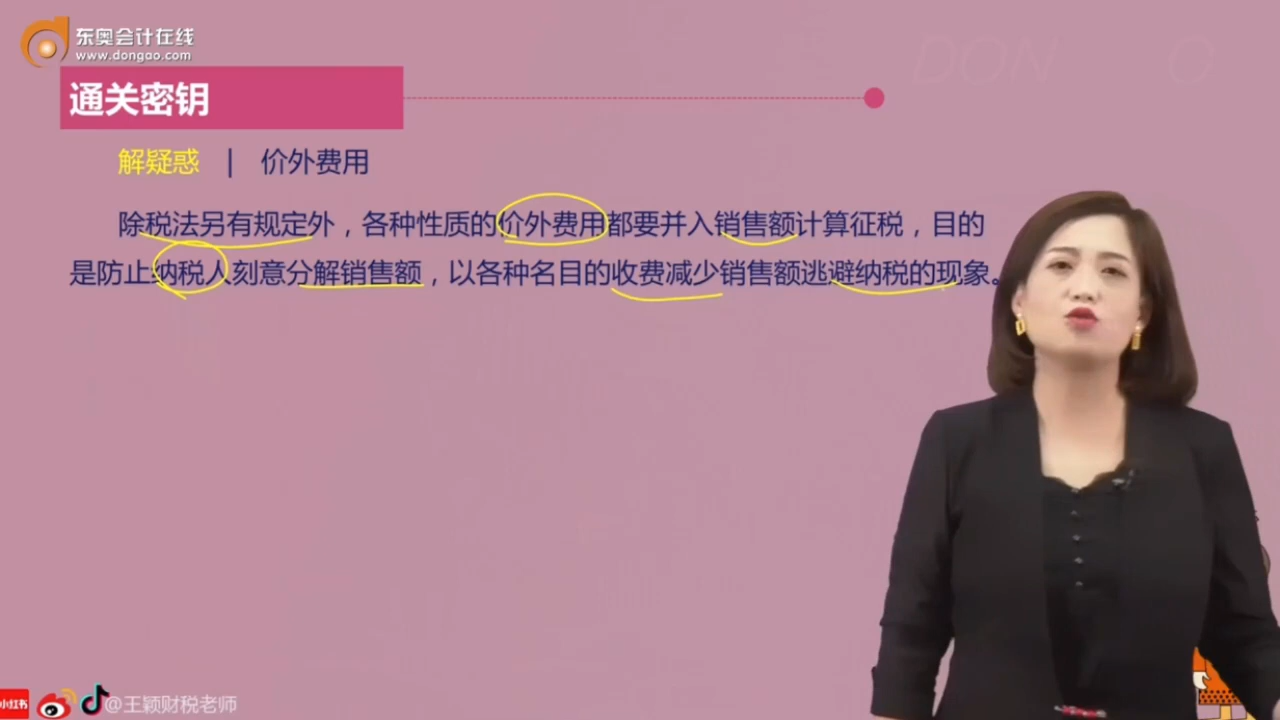 东奥会计在线
www.dongao.com
DON G
通关密钥
解疑惑 | 价外费用
除税法另有规定外，各种性质的价外费用都要并入销售额计算征税，目的
是防止纳税人刻意分解销售额，以各种名目的收费减少销售额逃避纳税的现象。
小红书
@王颖财税老师